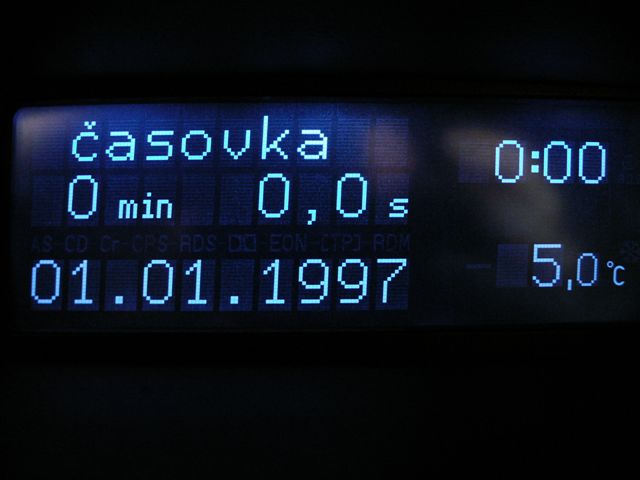 časovka
0 min 0,0 s
0:00
AS CD Cr CPS RDS EON [TP] RDM
01.01.1997
5,0 °C